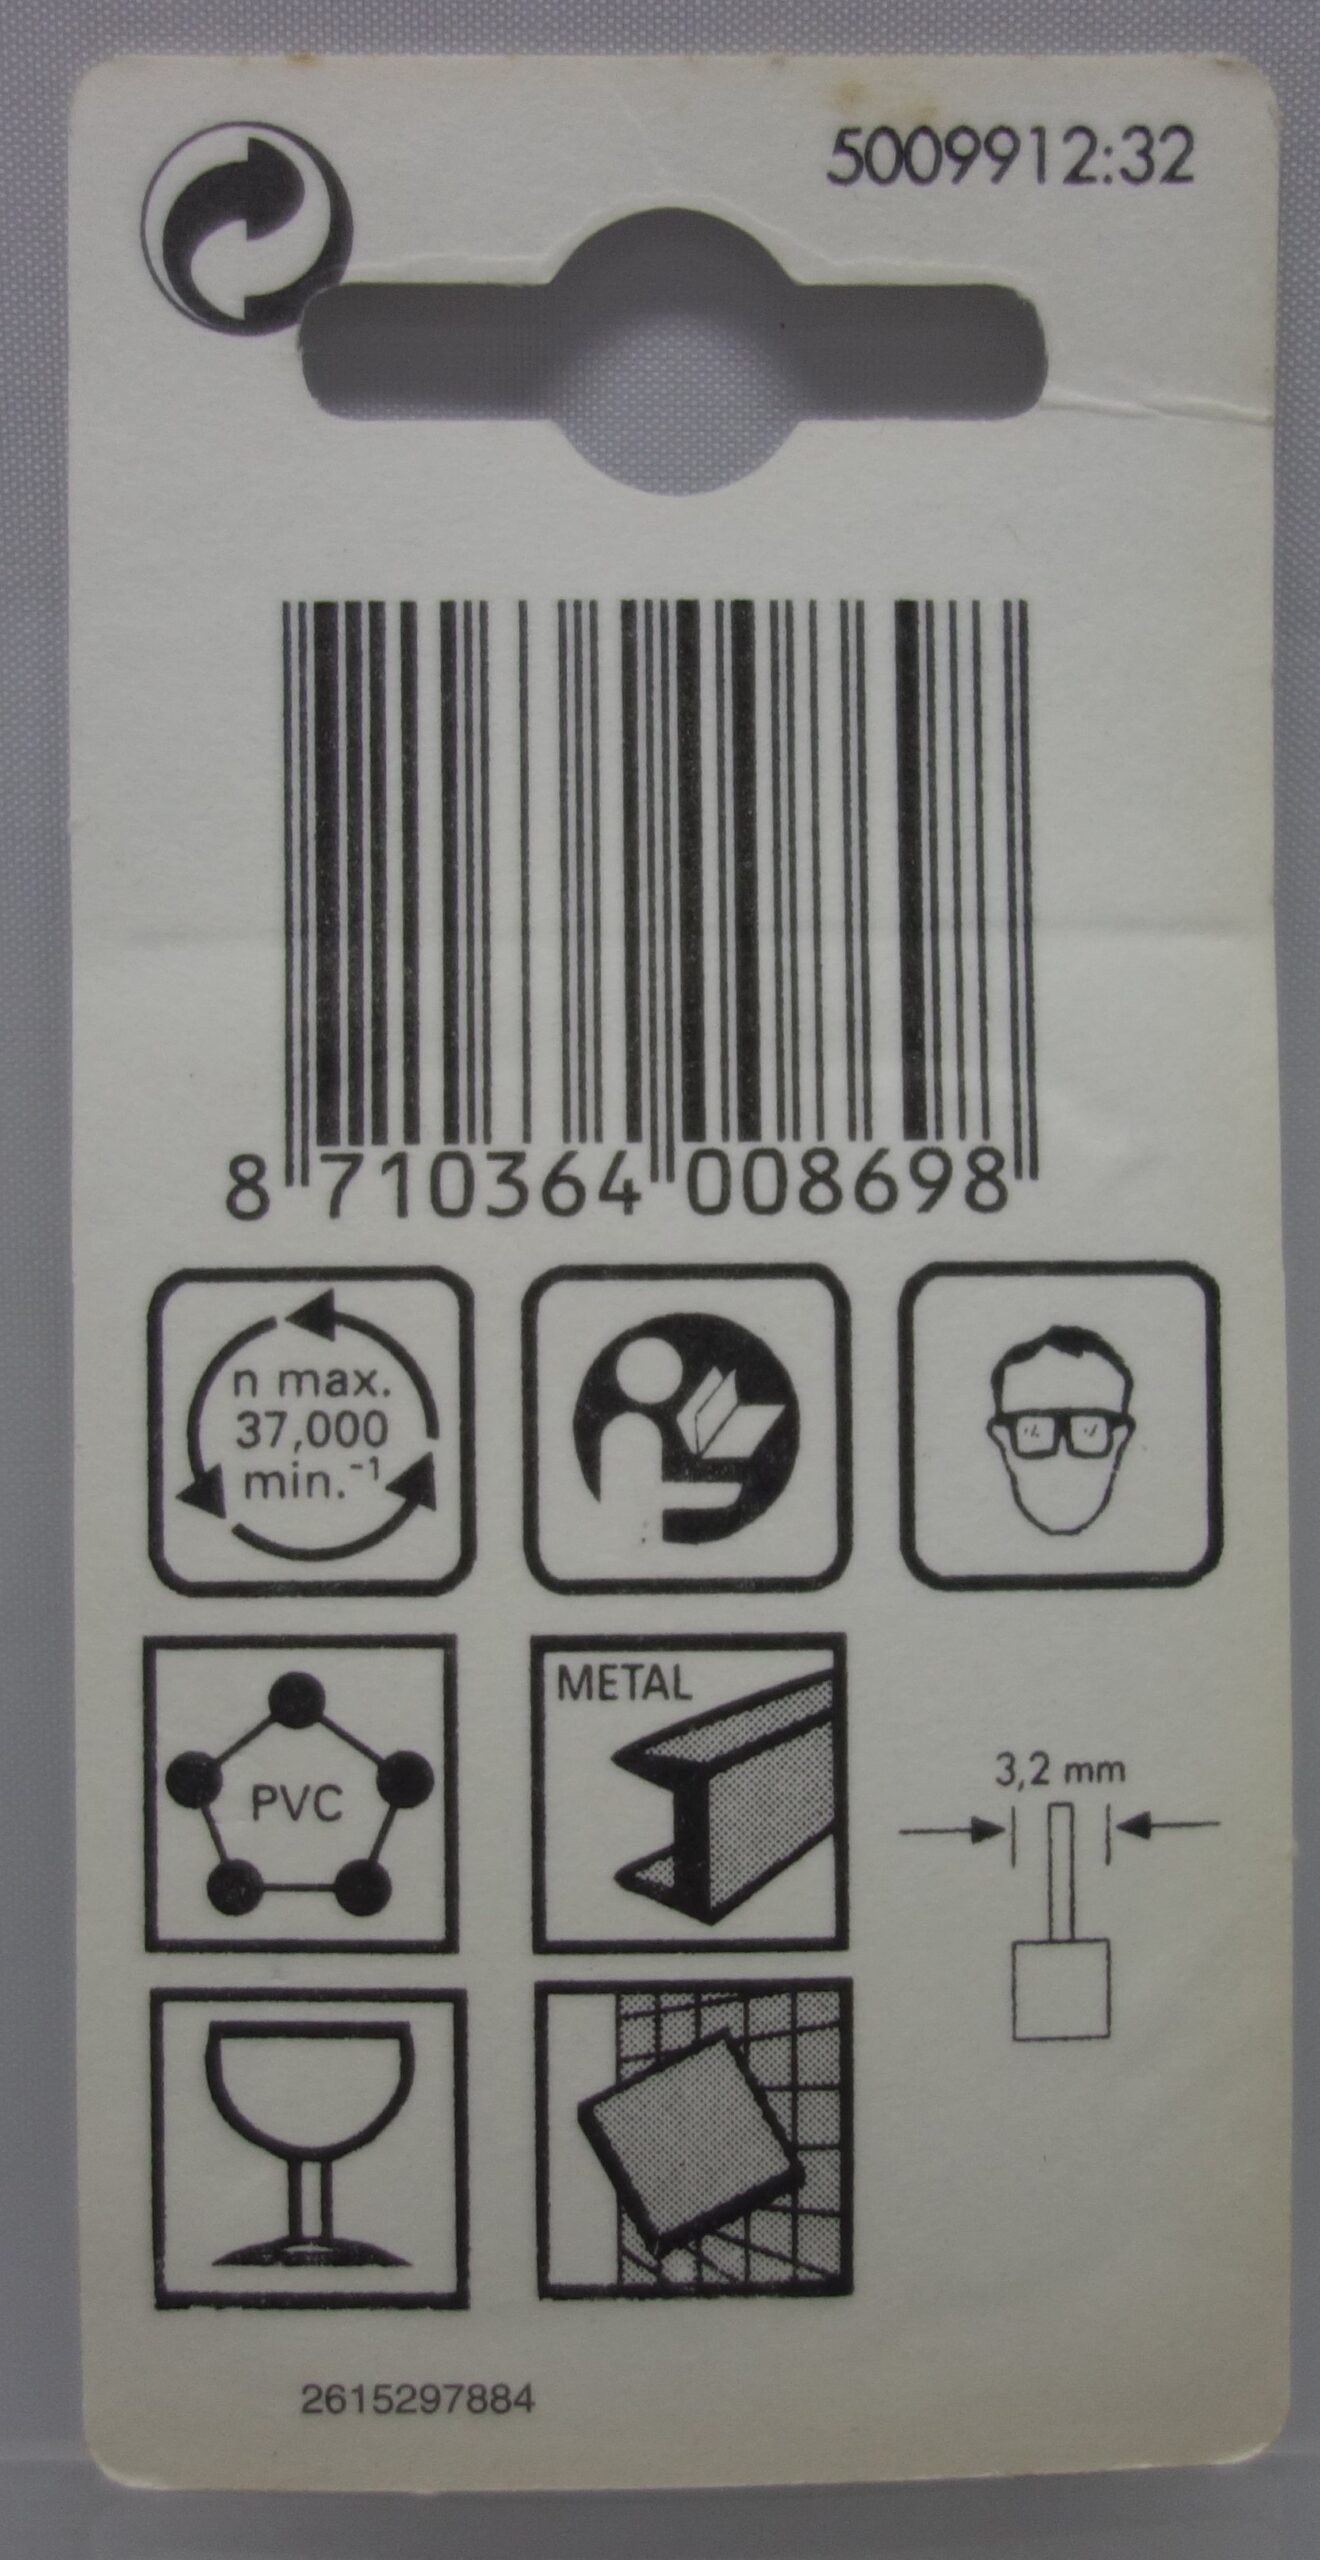 5009912:32
8 710364 008698
n max.
37,000
min.⁻¹
PVC
METAL
3,2 mm
2615297884